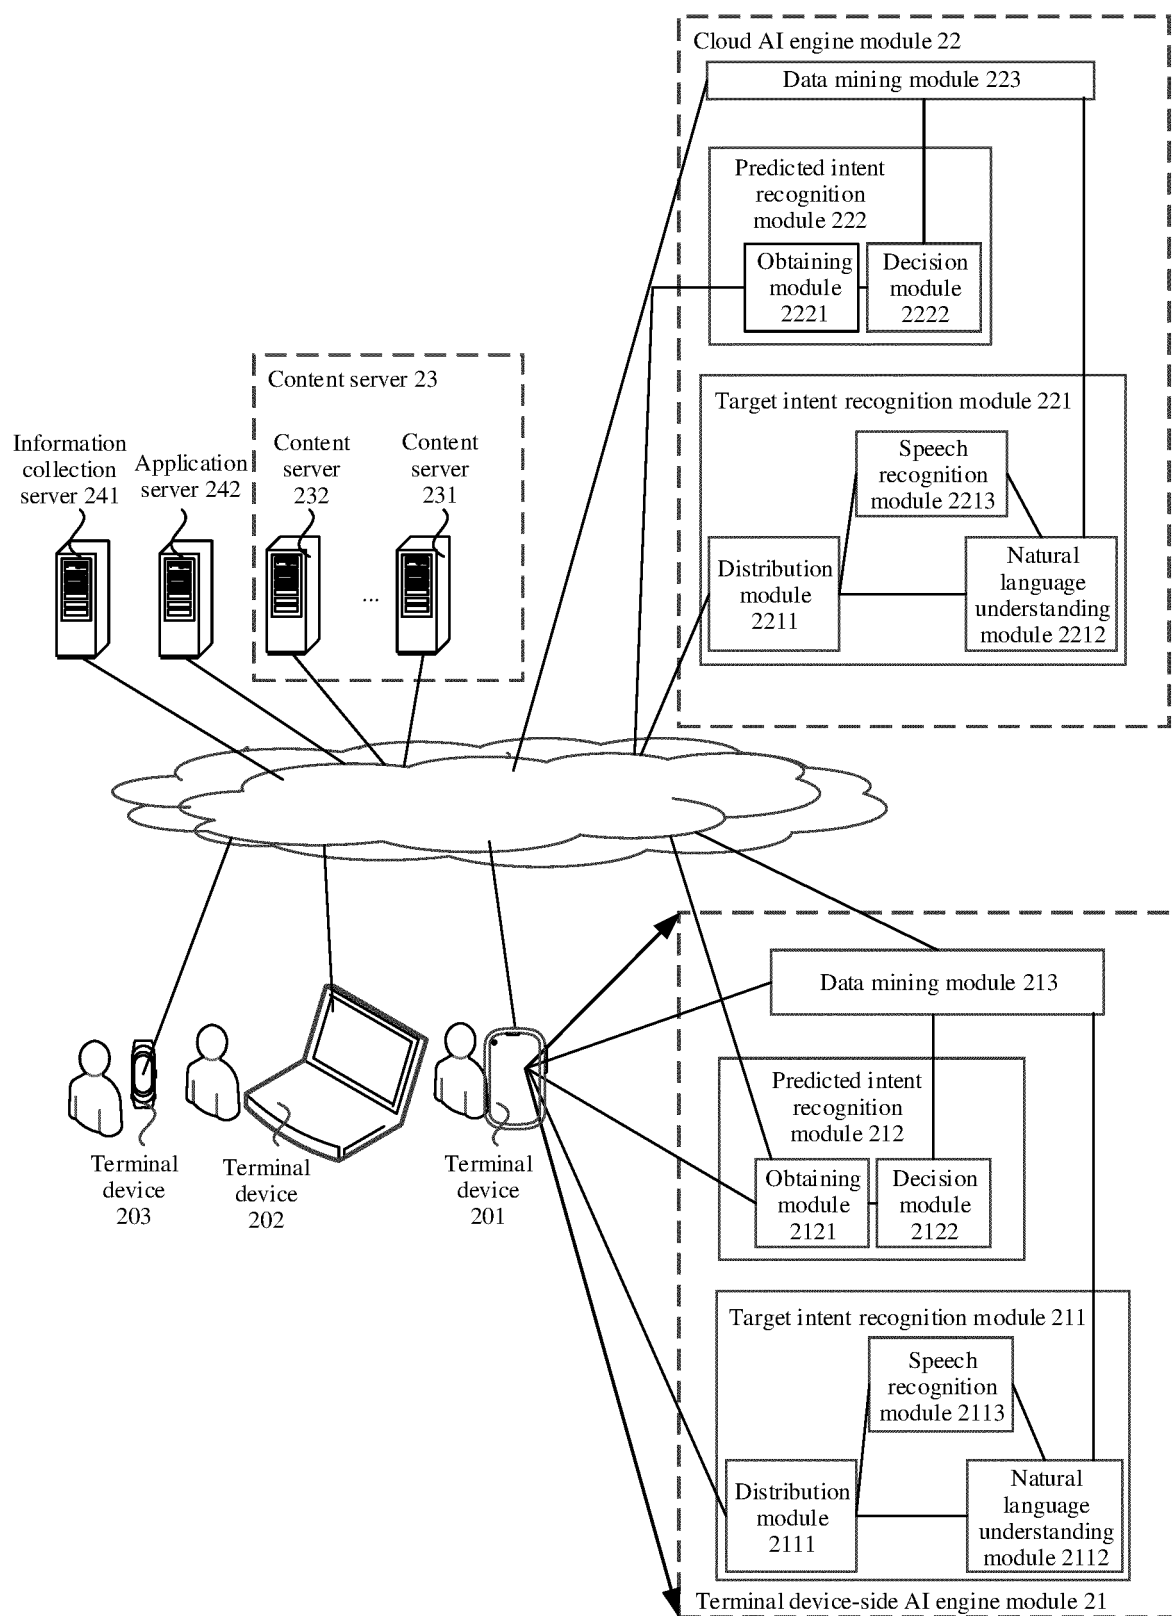 Cloud AI engine module 22
Data mining module 223
Predicted intent
recognition
module 222
Obtaining
module
2221
Decision
module
2222
Content server 23
Target intent recognition module 221
Information
collection
server 241
Application
server 242
Content
server
232
Content
server
231
Speech
recognition
module 2213
Distribution
module
2211
Natural
language
understanding
module 2212
...
Data mining module 213
Predicted intent
recognition
module 212
Terminal
device
203
Terminal
device
202
Terminal
device
201
Obtaining
module
2121
Decision
module
2122
Target intent recognition module 211
Speech
recognition
module 2113
Distribution
module
2111
Natural
language
understanding
module 2112
Terminal device-side AI engine module 21